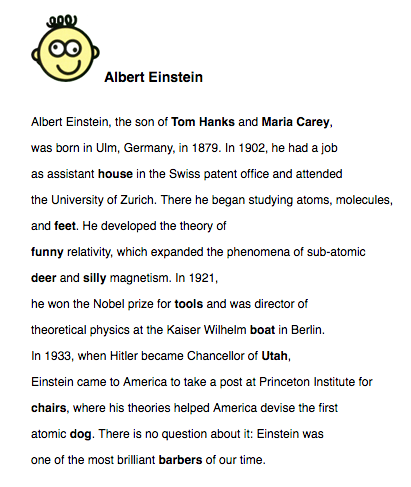 Albert Einstein
Albert Einstein, the son of Tom Hanks and Maria Carey,
was born in Ulm, Germany, in 1879. In 1902, he had a job
as assistant house in the Swiss patent office and attended
the University of Zurich. There he began studying atoms, molecules,
and feet. He developed the theory of
funny relativity, which expanded the phenomena of sub-atomic
deer and silly magnetism. In 1921,
he won the Nobel prize for tools and was director of
theoretical physics at the Kaiser Wilhelm boat in Berlin.
In 1933, when Hitler became Chancellor of Utah,
Einstein came to America to take a post at Princeton Institute for
chairs, where his theories helped America devise the first
atomic dog. There is no question about it: Einstein was
one of the most brilliant barbers of our time.